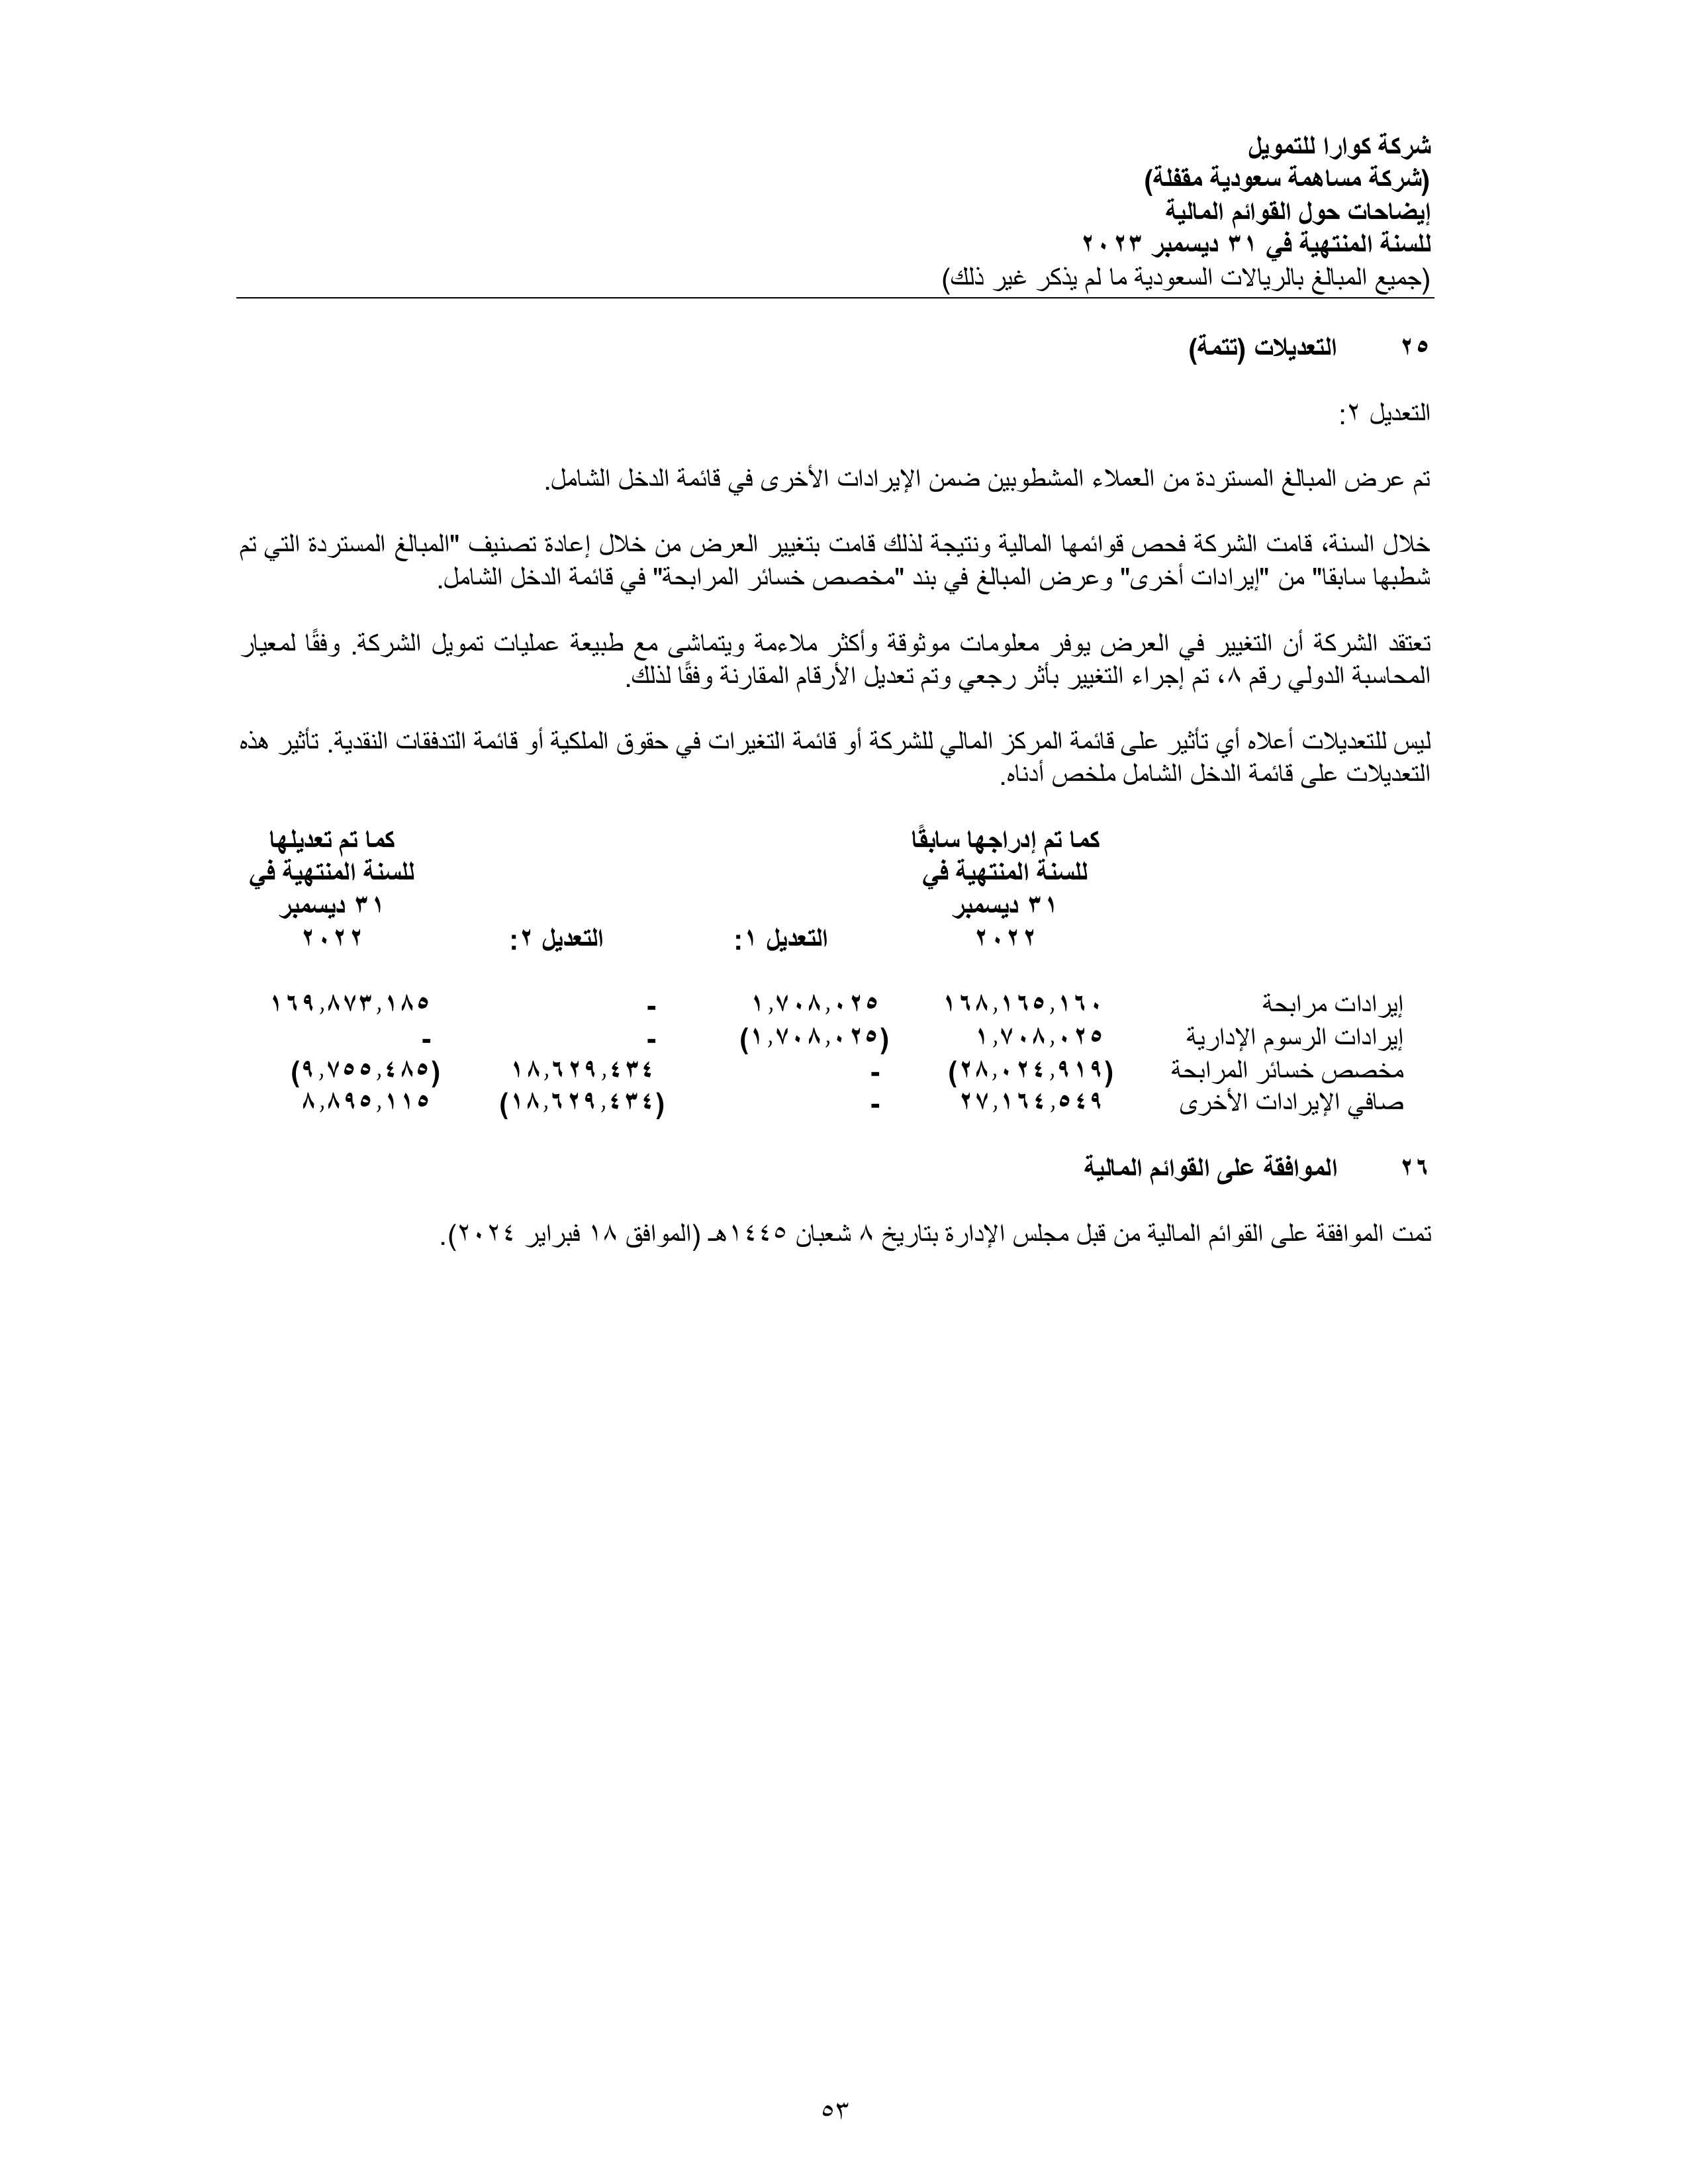 شركة كوارا للتمويل
(شركة مساهمة سعودية مقفلة)
إيضاحات حول القوائم المالية
للسنة المنتهية في ٣١ ديسمبر ٢٠٢٣
(جميع المبالغ بالريالات السعودية ما لم يذكر غير ذلك)
٢٥ التعديلات (تتمة)
التعديل ٢:
تم عرض المبالغ المستردة من العملاء المشطوبين ضمن الإيرادات الأخرى في قائمة الدخل الشامل.
خلال السنة، قامت الشركة فحص قوائمها المالية ونتيجة لذلك قامت بتغيير العرض من خلال إعادة تصنيف "المبالغ المستردة التي تم
شطبها سابقا" من "إيرادات أخرى" وعرض المبالغ في بند "مخصص خسائر المرابحة" في قائمة الدخل الشامل.
تعتقد الشركة أن التغيير في العرض يوفر معلومات موثوقة وأكثر ملاءمة ويتماشى مع طبيعة عمليات تمويل الشركة. وفقًا لمعيار
المحاسبة الدولي رقم ٨، تم إجراء التغيير بأثر رجعي وتم تعديل الأرقام المقارنة وفقًا لذلك.
ليس للتعديلات أعلاه أي تأثير على قائمة المركز المالي للشركة أو قائمة التغيرات في حقوق الملكية أو قائمة التدفقات النقدية. تأثير هذه
التعديلات على قائمة الدخل الشامل ملخص أدناه.
كما تم إدراجها سابقًا كما تم تعديلها
للسنة المنتهية في للسنة المنتهية في
٣١ ديسمبر ٣١ ديسمبر
٢٠٢٢ التعديل ١: التعديل ٢: ٢٠٢٢
إيرادات مرابحة ١٦٨,١٦٥,١٦٠ ١,٧٠٨,٠٢٥ - ١٦٩,٨٧٣,١٨٥
إيرادات الرسوم الإدارية ١,٧٠٨,٠٢٥ (١,٧٠٨,٠٢٥) - -
مخصص خسائر المرابحة (٢٨,٠٢٤,٩١٩) - ١٨,٦٢٩,٤٣٤ (٩,٧٥٥,٤٨٥)
صافي الإيرادات الأخرى ٢٧,١٦٤,٥٤٩ - (١٨,٦٢٩,٤٣٤) ٨,٨٩٥,١١٥
٢٦ الموافقة على القوائم المالية
تمت الموافقة على القوائم المالية من قبل مجلس الإدارة بتاريخ ٨ شعبان ١٤٤٥هـ (الموافق ١٨ فبراير ٢٠٢٤).
٥٣